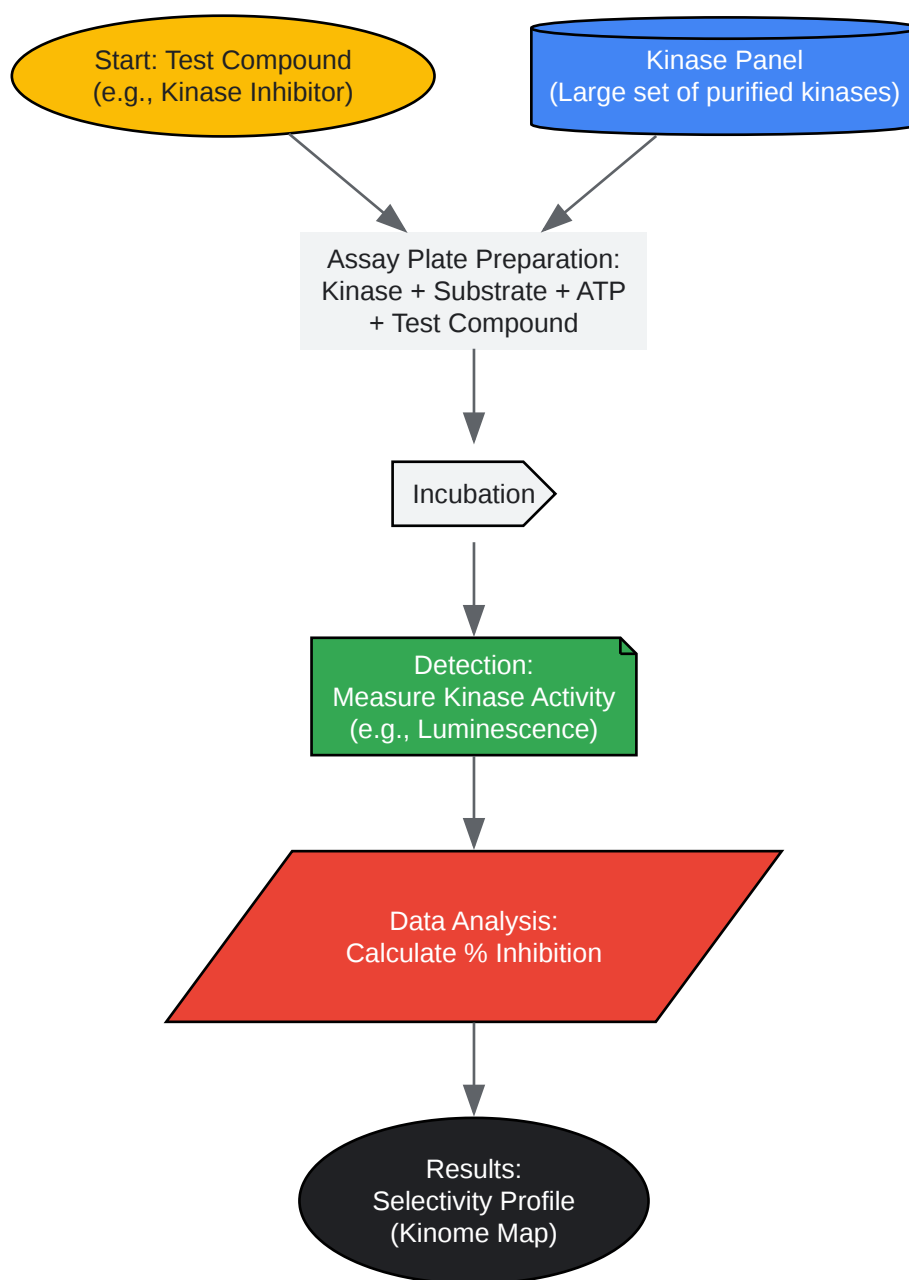 Start: Test Compound
(e.g., Kinase Inhibitor)
Kinase Panel
(Large set of purified kinases)
Assay Plate Preparation:
Kinase + Substrate + ATP
+ Test Compound
Incubation
Detection:
Measure Kinase Activity
(e.g., Luminescence)
Data Analysis:
Calculate % Inhibition
Results:
Selectivity Profile
(Kinome Map)